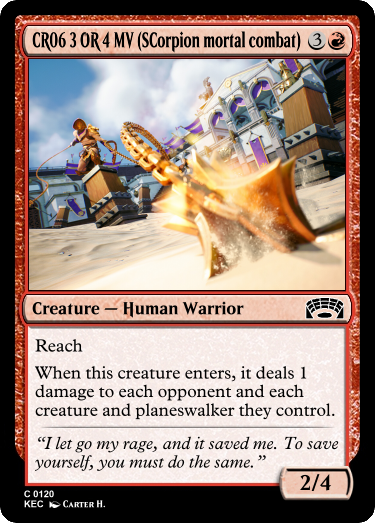 CR06 3 OR 4 MV (SCorpion mortal combat) 3
Creature — Human Warrior
Reach
When this creature enters, it deals 1
damage to each opponent and each
creature and planeswalker they control.
“I let go my rage, and it saved me. To save
yourself, you must do the same.”
2/4
C 0120
KEC CARTER H.